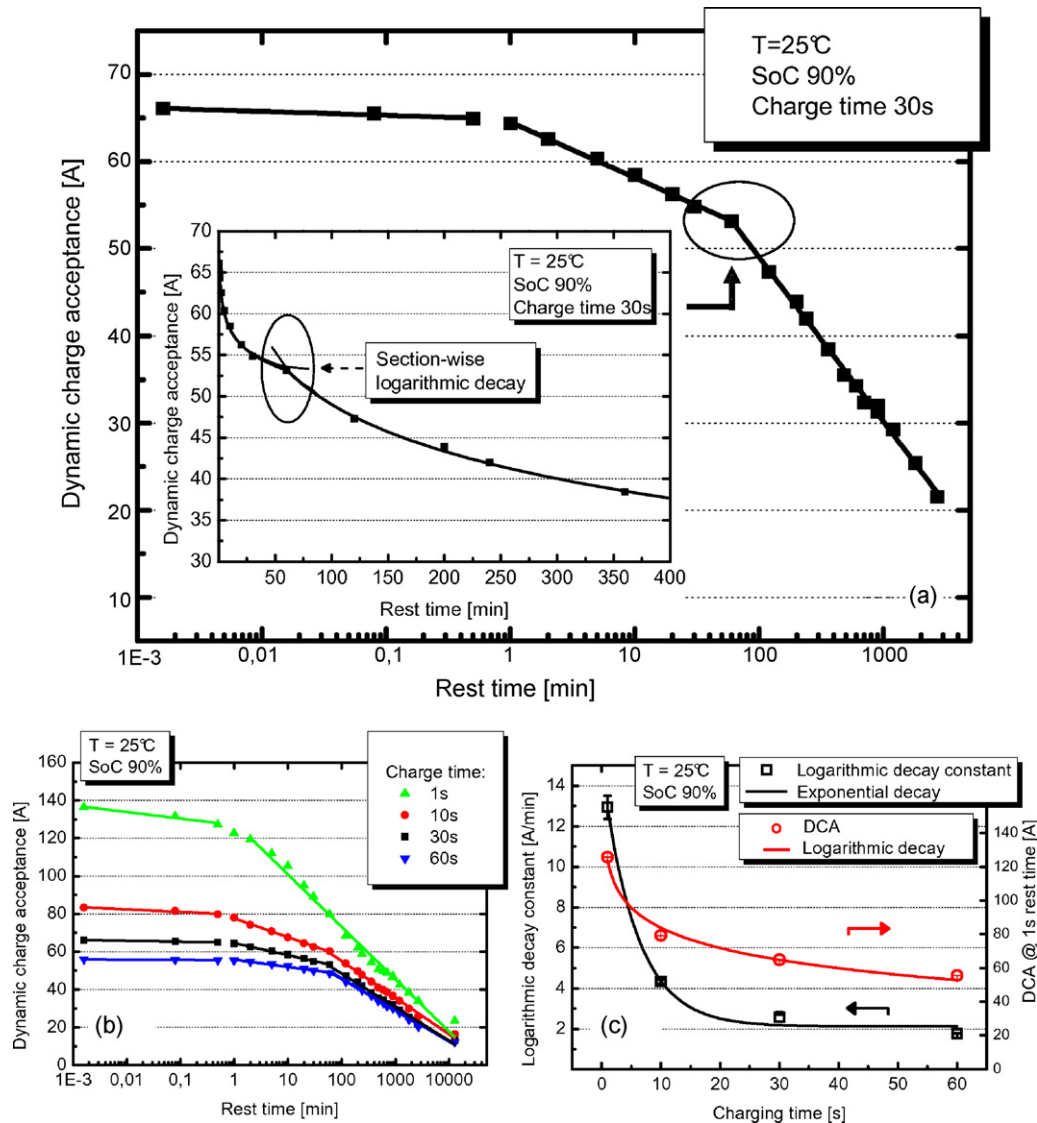 T=25℃
SoC 90%
Charge time 30s
Dynamic charge acceptance [A]
70
60
50
40
30
20
10
1E-3
0,01
0,1
1
10
100
1000
Rest time [min]
(a)
T = 25℃
SoC 90%
Charge time 30s
Section-wise
logarithmic decay
Dynamic charge acceptance [A]
70
65
60
55
50
45
40
35
30
50
100
150
200
250
300
350
400
Rest time [min]
T = 25℃
SoC 90%
Charge time:
1s
10s
30s
60s
Dynamic charge acceptance [A]
160
140
120
100
80
60
40
20
0
1E-3
0,01
0,1
1
10
100
1000
10000
Rest time [min]
(b)
T = 25℃
SoC 90%
Logarithmic decay constant
Exponential decay
DCA
Logarithmic decay
Logarithmic decay constant [A/min]
16
14
12
10
8
6
4
2
0
10
20
30
40
50
60
Charging time [s]
DCA @ 1s rest time [A]
140
120
100
80
60
40
20
0
(c)